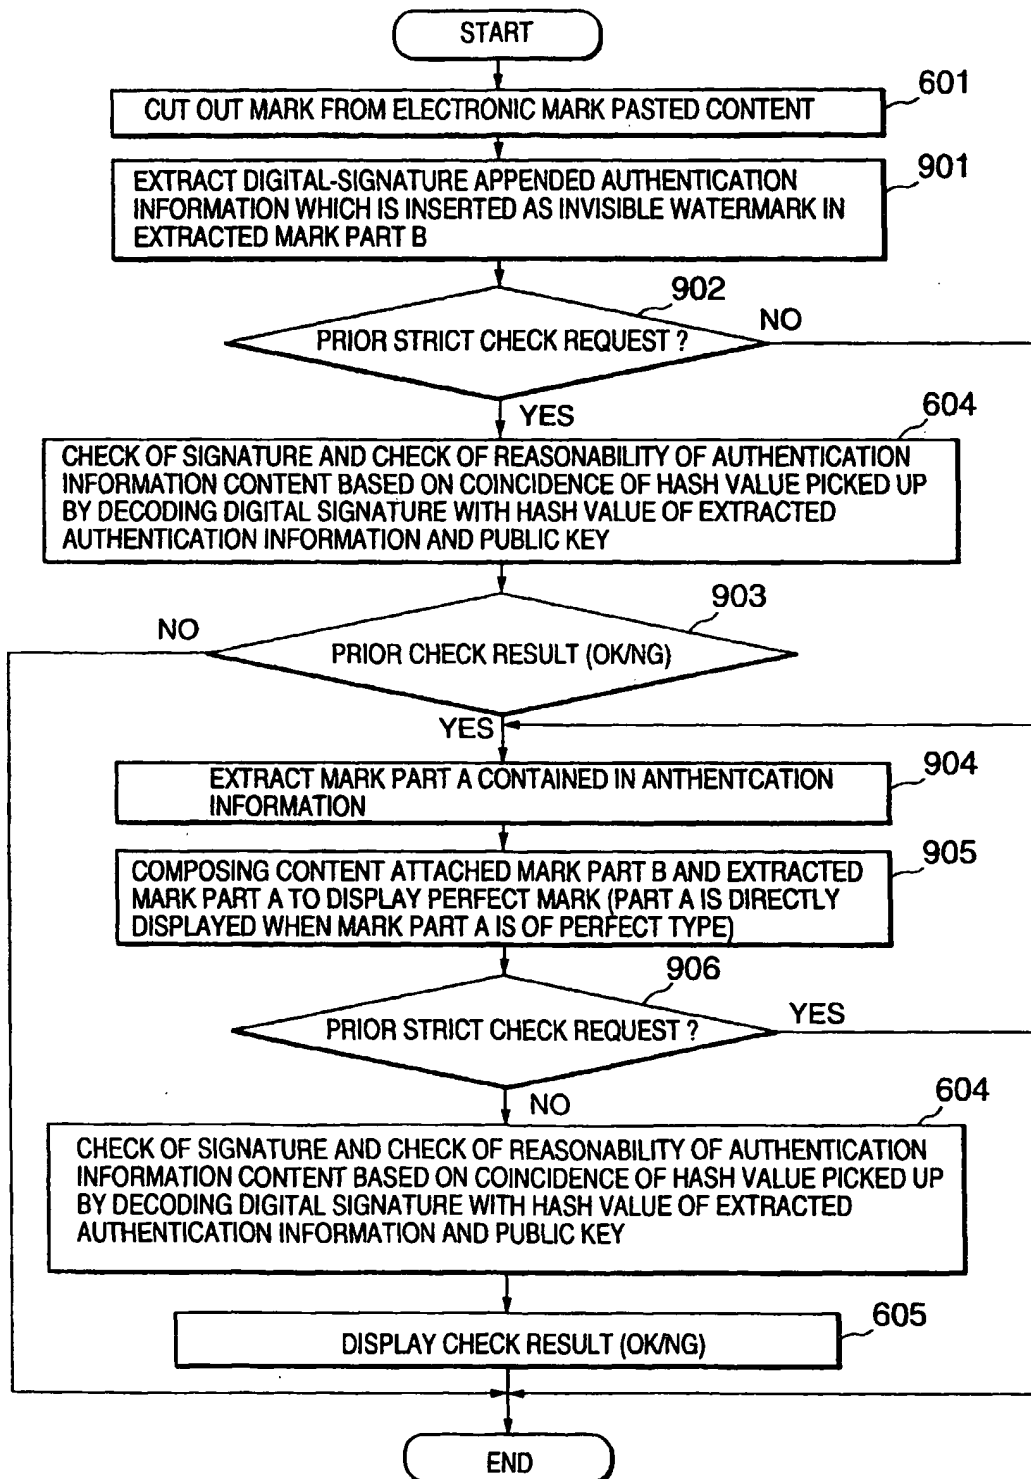 START
601
CUT OUT MARK FROM ELECTRONIC MARK PASTED CONTENT
901
EXTRACT DIGITAL-SIGNATURE APPENDED AUTHENTICATION
INFORMATION WHICH IS INSERTED AS INVISIBLE WATERMARK IN
EXTRACTED MARK PART B
902
PRIOR STRICT CHECK REQUEST ?
NO
YES
604
CHECK OF SIGNATURE AND CHECK OF REASONABILITY OF AUTHENTICATION
INFORMATION CONTENT BASED ON COINCIDENCE OF HASH VALUE PICKED UP
BY DECODING DIGITAL SIGNATURE WITH HASH VALUE OF EXTRACTED
AUTHENTICATION INFORMATION AND PUBLIC KEY
903
NO
PRIOR CHECK RESULT (OK/NG)
YES
904
EXTRACT MARK PART A CONTAINED IN ANTHENTCATION
INFORMATION
905
COMPOSING CONTENT ATTACHED MARK PART B AND EXTRACTED
MARK PART A TO DISPLAY PERFECT MARK (PART A IS DIRECTLY
DISPLAYED WHEN MARK PART A IS OF PERFECT TYPE)
906
PRIOR STRICT CHECK REQUEST ?
YES
NO
604
CHECK OF SIGNATURE AND CHECK OF REASONABILITY OF AUTHENTICATION
INFORMATION CONTENT BASED ON COINCIDENCE OF HASH VALUE PICKED UP
BY DECODING DIGITAL SIGNATURE WITH HASH VALUE OF EXTRACTED
AUTHENTICATION INFORMATION AND PUBLIC KEY
605
DISPLAY CHECK RESULT (OK/NG)
END